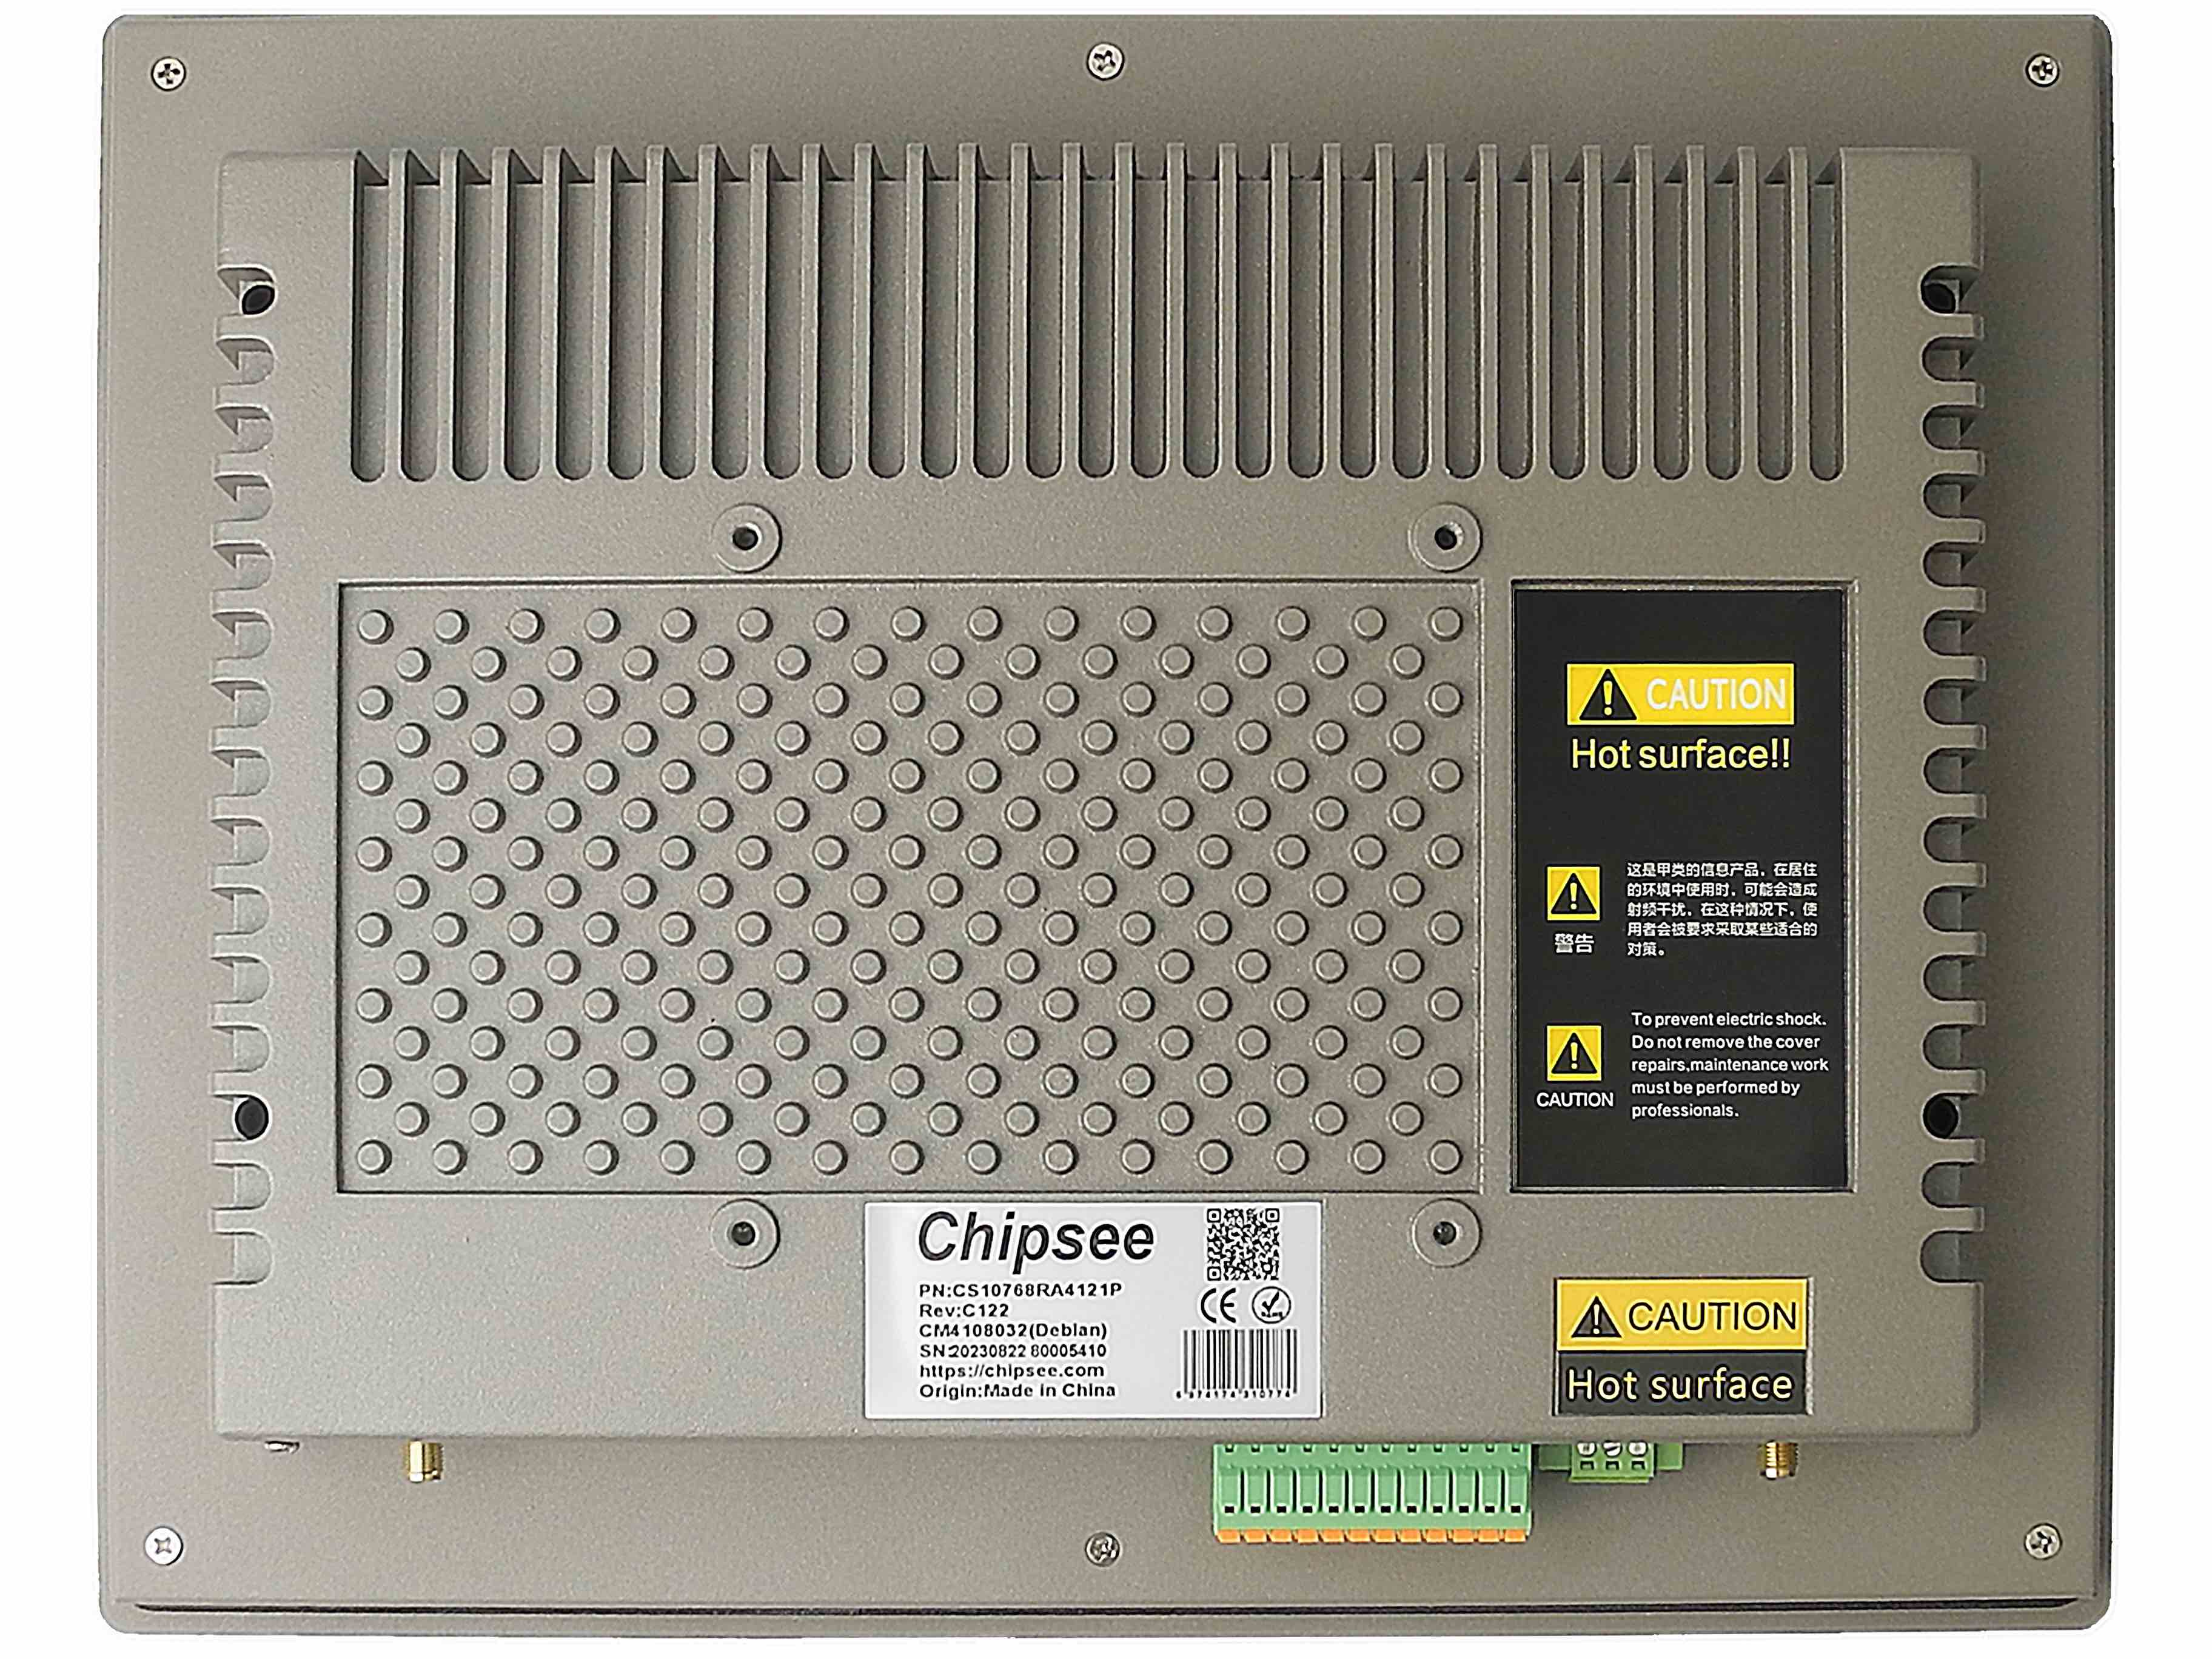 CAUTION
Hot surface!!
这是甲类的信息产品，在居住
的环境中使用时，可能会造成
射频干扰，在这种情况下，使
用者会被要求采取某些适合的
对策。
警告
To prevent electric shock.
Do not remove the cover
repairs,maintenance work
must be performed by
professionals.
CAUTION
Chipsee
PN:CS10768RA4121P
Rev:C122
CM4108032(Debian)
SN:20230822 80005410
https://chipsee.com
Origin:Made in China
CE
6 974174 310774
CAUTION
Hot surface